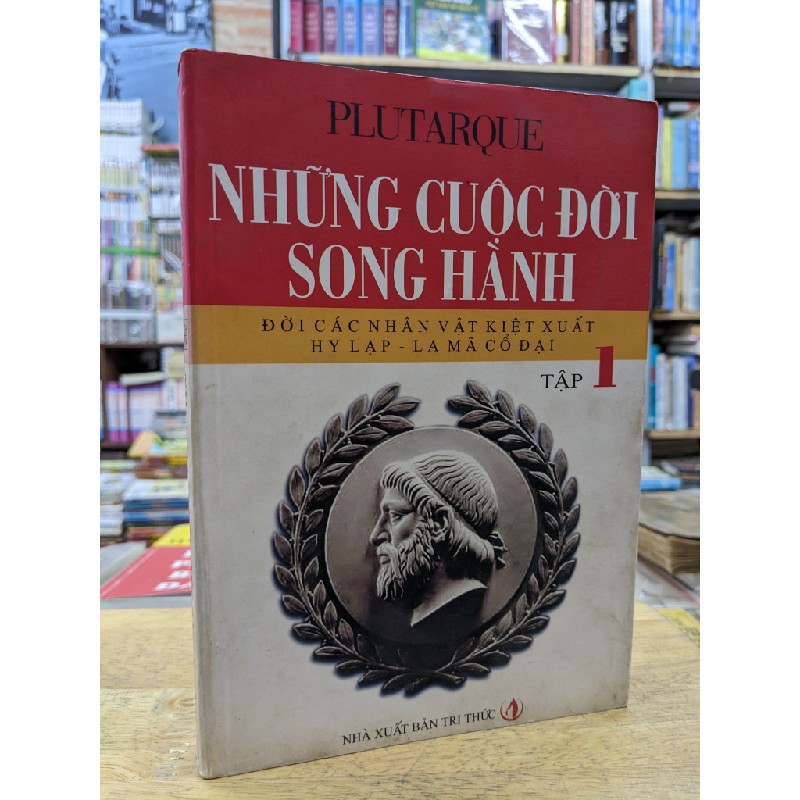 PLUTARQUE
NHỮNG CUỘC ĐỜI
SONG HÀNH
ĐỜI CÁC NHÂN VẬT KIỆT XUẤT
HY LẠP - LA MÃ CỔ ĐẠI
TẬP 1
NHÀ XUẤT BẢN TRI THỨC